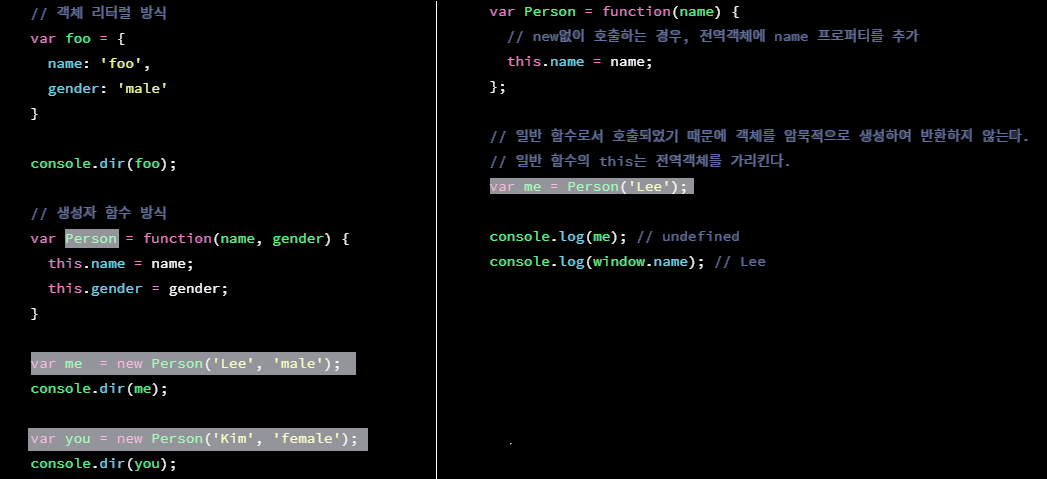 // 객체 리터럴 방식
var foo = {
  name: 'foo',
  gender: 'male'
}
console.dir(foo);
// 생성자 함수 방식
var Person = function(name, gender) {
  this.name = name;
  this.gender = gender;
}
var me  = new Person('Lee', 'male');
console.dir(me);
var you = new Person('Kim', 'female');
console.dir(you);
var Person = function(name) {
  // new없이 호출하는 경우, 전역객체에 name 프로퍼티를 추가
  this.name = name;
};
// 일반 함수로서 호출되었기 때문에 객체를 암묵적으로 생성하여 반환하지 않는다.
// 일반 함수의 this는 전역객체를 가리킨다.
var me = Person('Lee');
console.log(me); // undefined
console.log(window.name); // Lee